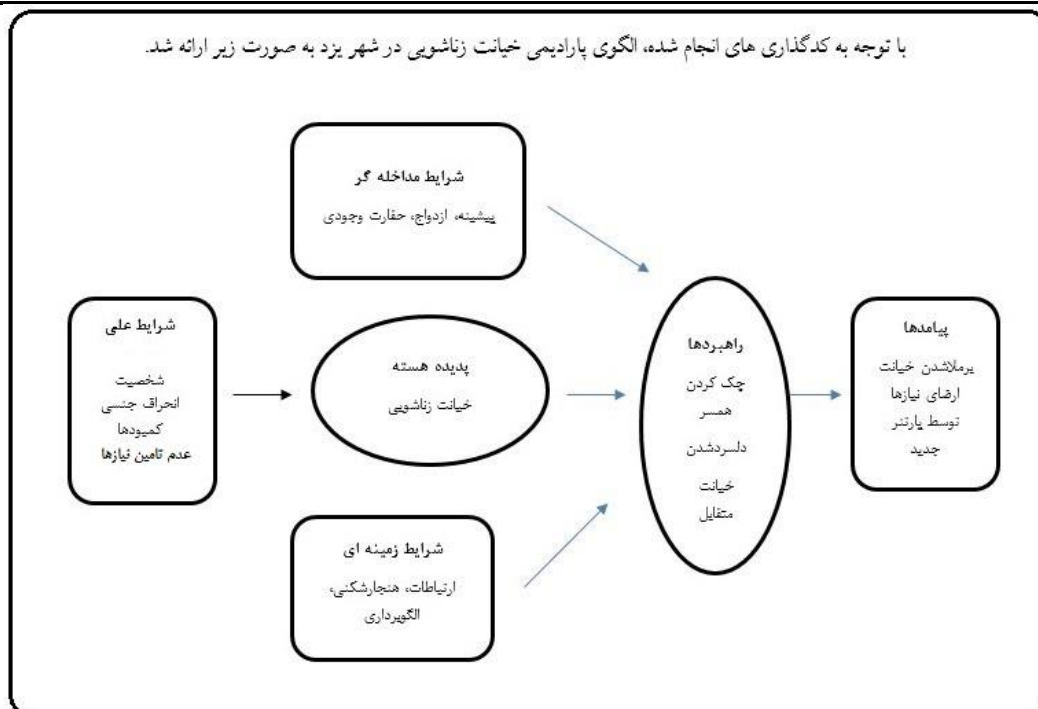 با توجه به کدگذاری های انجام شده، الگوی پارادیمی خیانت زناشویی در شهر یزد به صورت زیر ارائه شد.
شرایط مداخله گر
پیشینه، ازدواج، حقارت وجودی
شرایط علی
شخصیت
انحراف جنسی
کمبودها
عدم تامین نیازها
پدیده هسته
خیانت زناشویی
شرایط زمینه ای
ارتباطات، هنجارشکنی،
الگوبرداری
راهبردها
چک کردن
همسر
دلسردشدن
خیانت
متقابل
پیامدها
برملاشدن خیانت
ارضای نیازها
توسط پارتنر
جدید